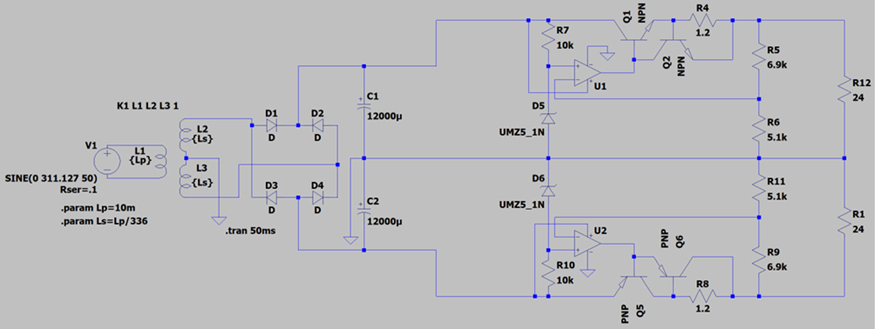 K1 L1 L2 L3 1
V1
SINE(0 311.127 50)
Rser=.1
.param Lp=10m
.param Ls=Lp/336
L1
{Lp}
L2
{Ls}
L3
{Ls}
.tran 50ms
D1
D
D2
D
D3
D
D4
D
C1
12000µ
C2
12000µ
R7
10k
D5
UMZ5_1N
U1
Q1
NPN
Q2
NPN
R4
1.2
R5
6.9k
R6
5.1k
R12
24
D6
UMZ5_1N
R10
10k
U2
PNP
Q5
PNP
Q6
R8
1.2
R11
5.1k
R9
6.9k
R1
24